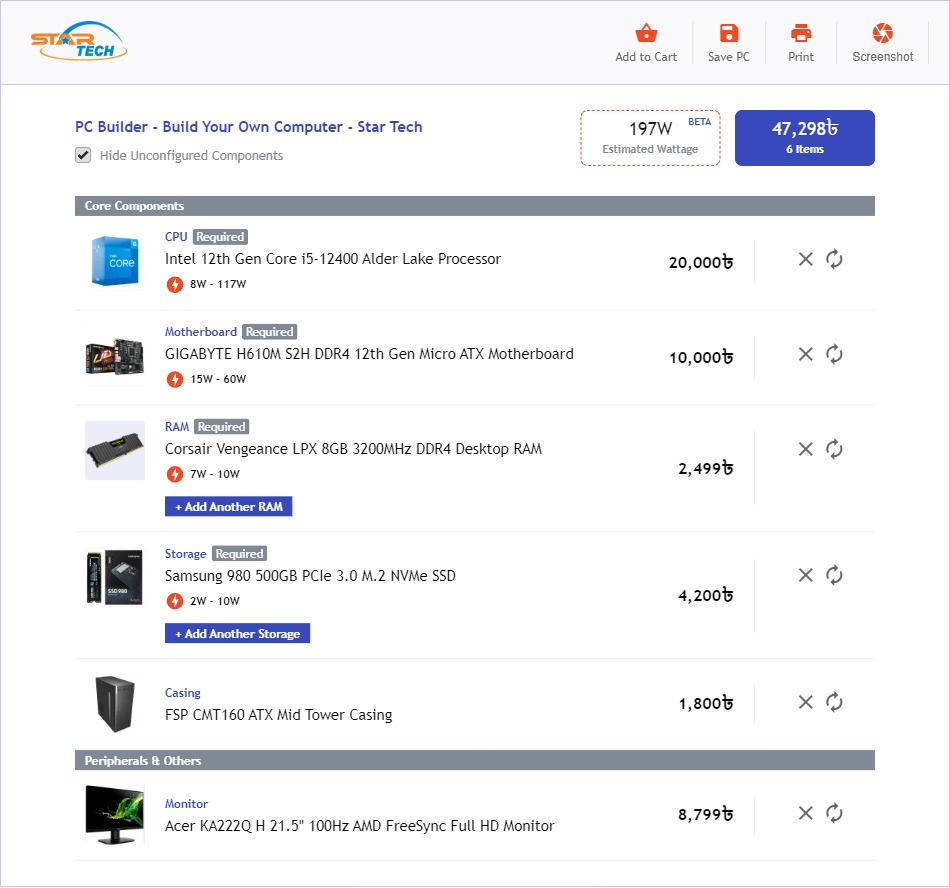 STAR
TECH
Add to Cart
Save PC
Print
Screenshot
PC Builder - Build Your Own Computer - Star Tech
Hide Unconfigured Components
197W
BETA
Estimated Wattage
47,298৳
6 Items
Core Components
CPU Required
Intel 12th Gen Core i5-12400 Alder Lake Processor
8W - 117W
20,000৳
Motherboard Required
GIGABYTE H610M S2H DDR4 12th Gen Micro ATX Motherboard
15W - 60W
10,000৳
RAM Required
Corsair Vengeance LPX 8GB 3200MHz DDR4 Desktop RAM
7W - 10W
2,499৳
+ Add Another RAM
Storage Required
Samsung 980 500GB PCIe 3.0 M.2 NVMe SSD
2W - 10W
4,200৳
+ Add Another Storage
Casing
FSP CMT160 ATX Mid Tower Casing
1,800৳
Peripherals & Others
Monitor
Acer KA222Q H 21.5" 100Hz AMD FreeSync Full HD Monitor
8,799৳